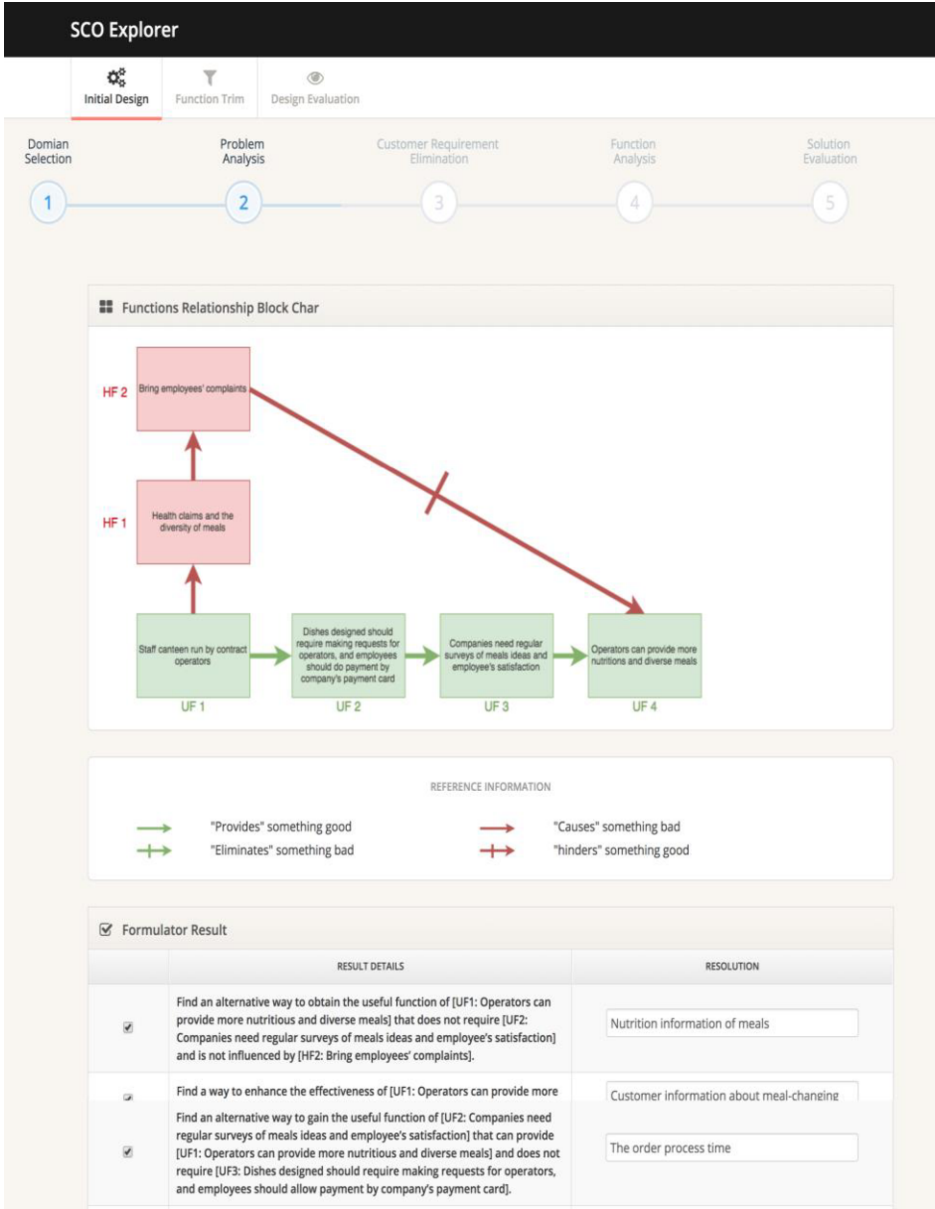 SCO Explorer
Initial Design
Function Trim
Design Evaluation
Domian
Selection
Problem
Analysis
Customer Requirement
Elimination
Function
Analysis
Solution
Evaluation
1
2
3
4
5
Functions Relationship Block Char
HF 2
Bring employees' complaints
HF 1
Health claims and the
diversity of meals
Staff canteen run by contract
operators
Dishes designed should
require making requests for
operators, and employees
should do payment by
company's payment card
Companies need regular
surveys of meals ideas and
employee's satisfaction
Operators can provide more
nutritions and diverse meals
UF 1
UF 2
UF 3
UF 4
REFERENCE INFORMATION
"Provides" something good
"Causes" something bad
"Eliminates" something bad
"hinders" something good
Formulator Result
RESULT DETAILS
RESOLUTION
Find an alternative way to obtain the useful function of [UF1: Operators can
provide more nutritious and diverse meals] that does not require [UF2:
Companies need regular surveys of meals ideas and employee's satisfaction]
and is not influenced by [HF2: Bring employees' complaints].
Nutrition information of meals
Find a way to enhance the effectiveness of [UF1: Operators can provide more
Customer information about meal-changing
Find an alternative way to gain the useful function of [UF2: Companies need
regular surveys of meals ideas and employee's satisfaction] that can provide
[UF1: Operators can provide more nutritious and diverse meals] and does not
require [UF3: Dishes designed should require making requests for operators,
and employees should allow payment by company's payment card].
The order process time